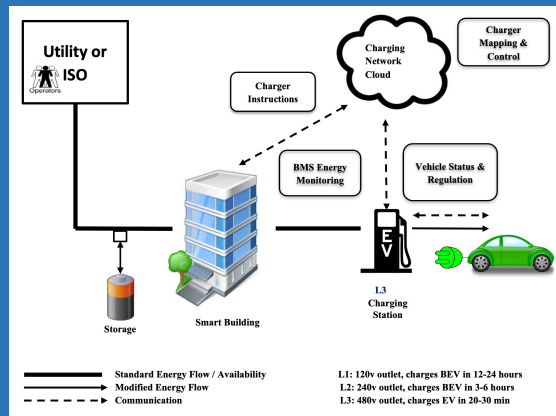 Utility or
ISO
Operators
Charging
Network
Cloud
Charger
Mapping &
Control
Charger
Instructions
BMS Energy
Monitoring
Vehicle Status &
Regulation
EV
L3
Charging
Station
Storage
Smart Building
Standard Energy Flow / Availability
Modified Energy Flow
Communication
L1: 120v outlet, charges BEV in 12-24 hours
L2: 240v outlet, charges BEV in 3-6 hours
L3: 480v outlet, charges EV in 20-30 min